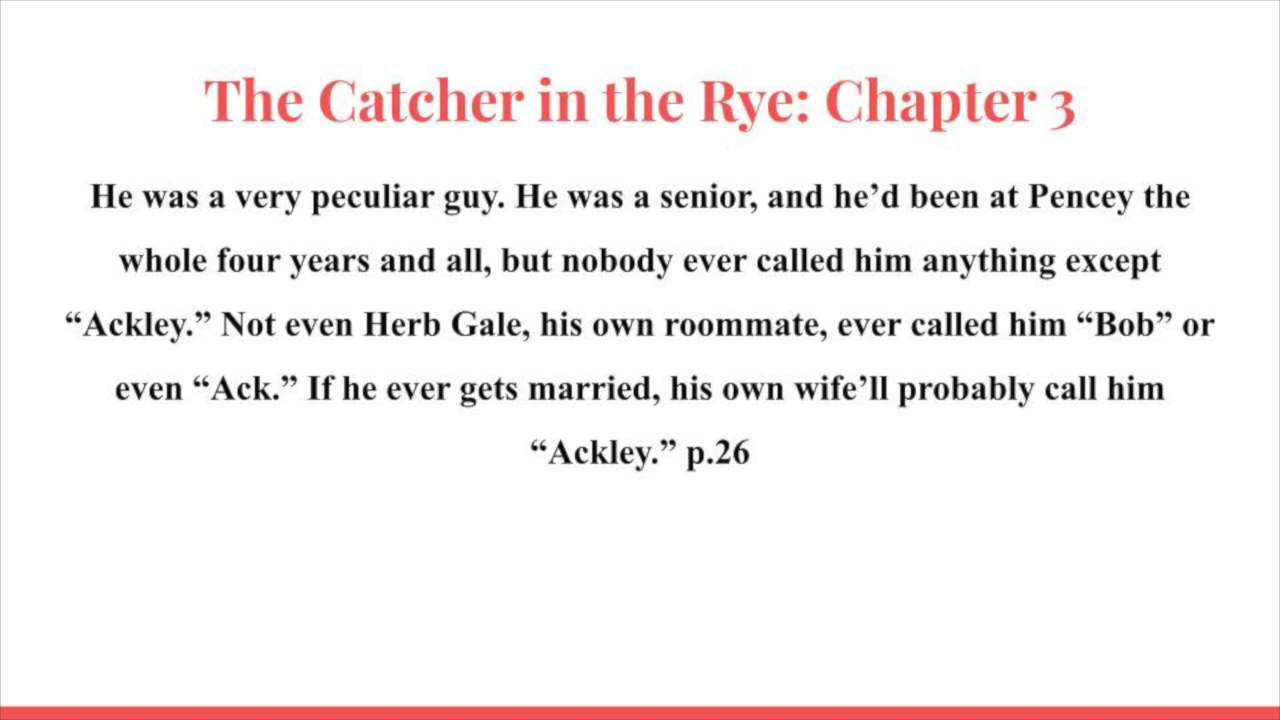 The Catcher in the Rye: Chapter 3
He was a very peculiar guy. He was a senior, and he’d been at Pencey the
whole four years and all, but nobody ever called him anything except
“Ackley.” Not even Herb Gale, his own roommate, ever called him “Bob” or
even “Ack.” If he ever gets married, his own wife’ll probably call him
“Ackley.” p.26